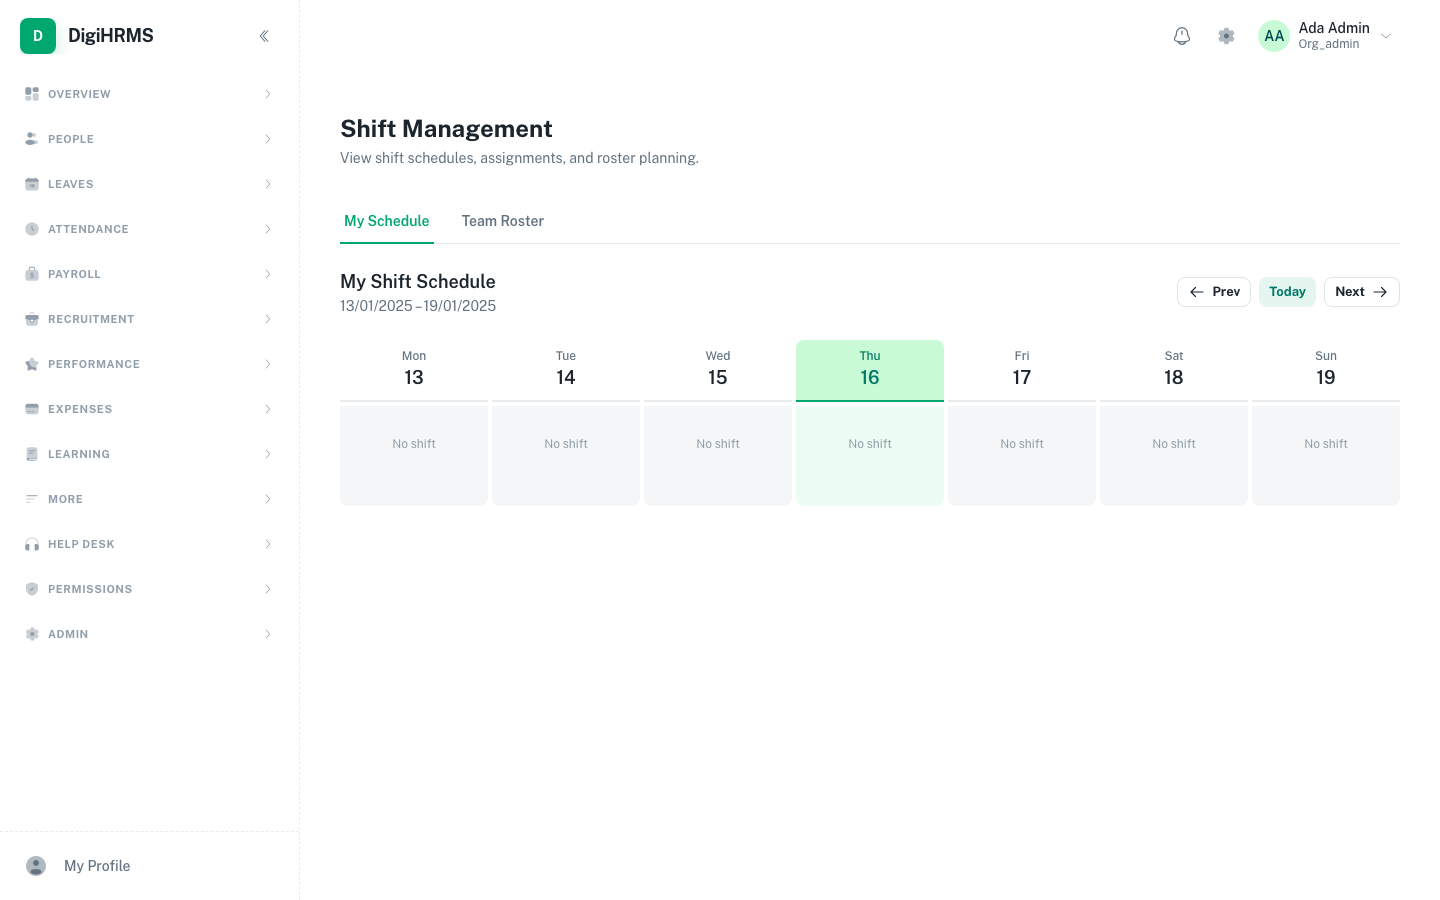 D DigiHRMS
OVERVIEW
PEOPLE
LEAVES
ATTENDANCE
PAYROLL
RECRUITMENT
PERFORMANCE
EXPENSES
LEARNING
MORE
HELP DESK
PERMISSIONS
ADMIN
My Profile
AA Ada Admin
Org_admin
Shift Management
View shift schedules, assignments, and roster planning.
My Schedule Team Roster
My Shift Schedule
13/01/2025 – 19/01/2025
Prev Today Next
Mon Tue Wed Thu Fri Sat Sun
13 14 15 16 17 18 19
No shift No shift No shift No shift No shift No shift No shift